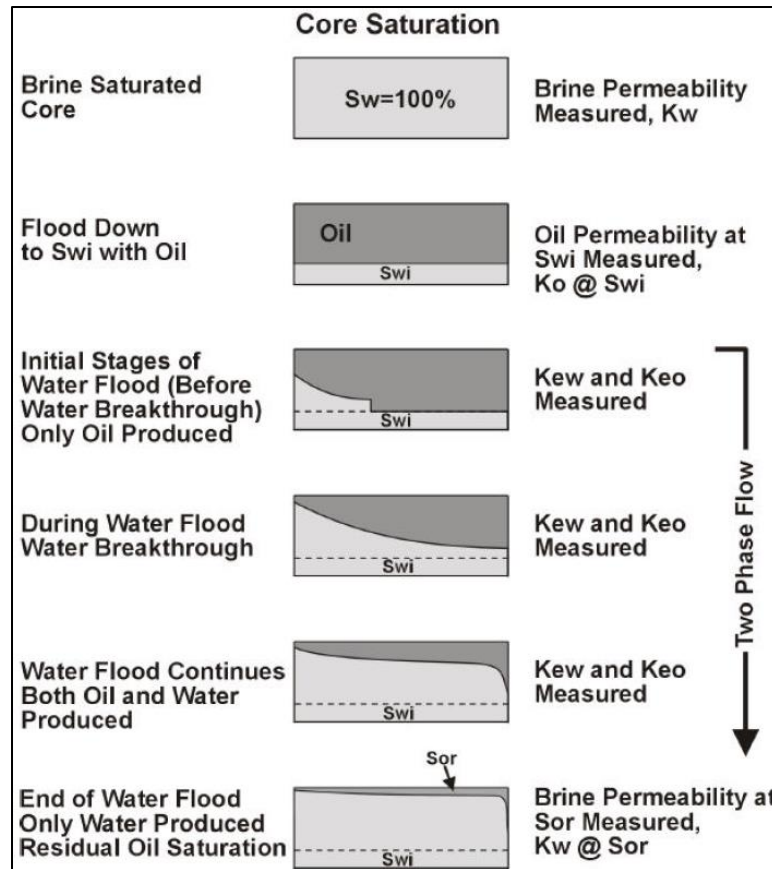 Core Saturation
Brine Saturated
Core
Sw=100%
Brine Permeability
Measured, Kw
Flood Down
to Swi with Oil
Oil
Swi
Oil Permeability at
Swi Measured,
Ko @ Swi
Initial Stages of
Water Flood (Before
Water Breakthrough)
Only Oil Produced
Swi
Kew and Keo
Measured
During Water Flood
Water Breakthrough
Swi
Kew and Keo
Measured
Water Flood Continues
Both Oil and Water
Produced
Swi
Kew and Keo
Measured
Two Phase Flow
End of Water Flood
Only Water Produced
Residual Oil Saturation
Sor
Swi
Brine Permeability at
Sor Measured,
Kw @ Sor